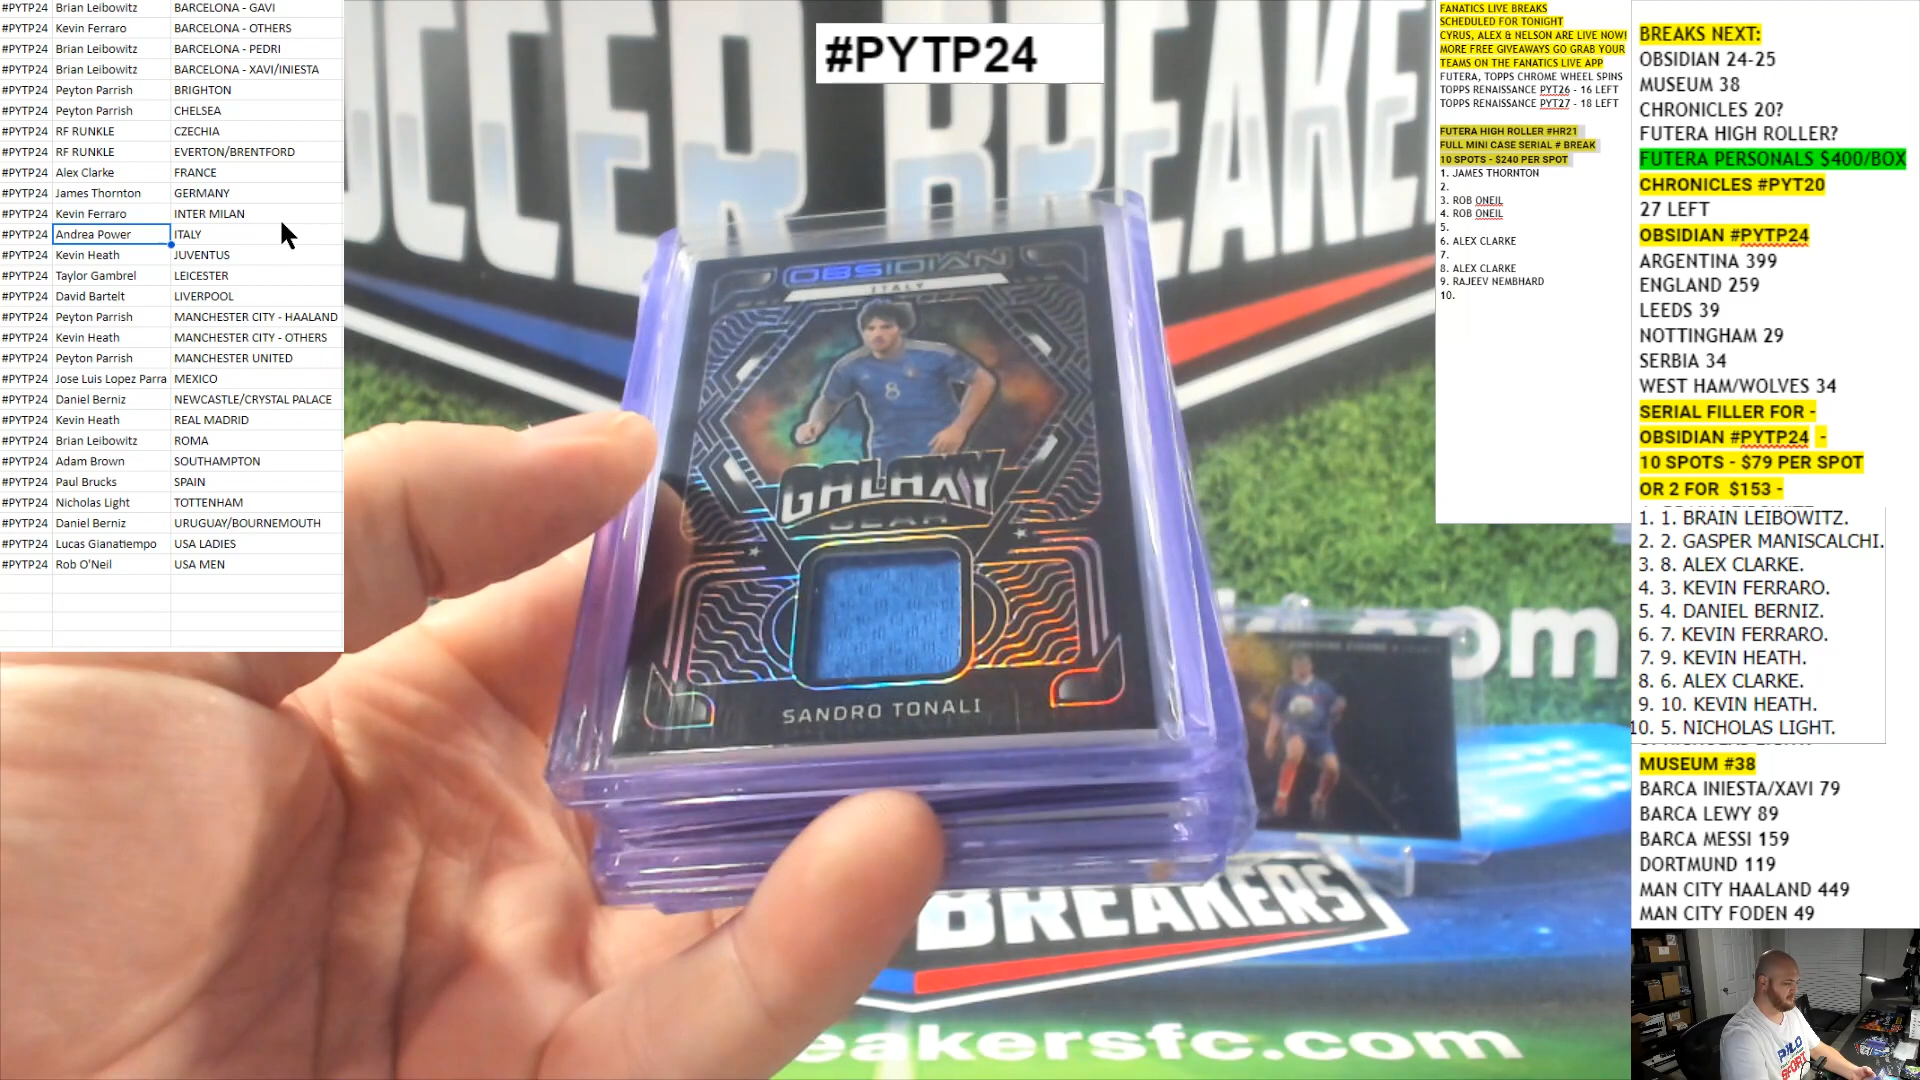 #PYTP24 Brian Leibowitz BARCELONA - GAVI
#PYTP24 Kevin Ferraro BARCELONA - OTHERS
#PYTP24 Brian Leibowitz BARCELONA - PEDRI
#PYTP24 Brian Leibowitz BARCELONA - XAVI/INIESTA
#PYTP24 Peyton Parrish BRIGHTON
#PYTP24 Peyton Parrish CHELSEA
#PYTP24 RF RUNKLE CZECHIA
#PYTP24 RF RUNKLE EVERTON/BRENTFORD
#PYTP24 Alex Clarke FRANCE
#PYTP24 James Thornton GERMANY
#PYTP24 Kevin Ferraro INTER MILAN
#PYTP24 Andrea Power ITALY
#PYTP24 Kevin Heath JUVENTUS
#PYTP24 Taylor Gambrel LEICESTER
#PYTP24 David Bartelt LIVERPOOL
#PYTP24 Peyton Parrish MANCHESTER CITY - HAALAND
#PYTP24 Kevin Heath MANCHESTER CITY - OTHERS
#PYTP24 Peyton Parrish MANCHESTER UNITED
#PYTP24 Jose Luis Lopez Parra MEXICO
#PYTP24 Daniel Berniz NEWCASTLE/CRYSTAL PALACE
#PYTP24 Kevin Heath REAL MADRID
#PYTP24 Brian Leibowitz ROMA
#PYTP24 Adam Brown SOUTHAMPTON
#PYTP24 Paul Brucks SPAIN
#PYTP24 Nicholas Light TOTTENHAM
#PYTP24 Daniel Berniz URUGUAY/BOURNEMOUTH
#PYTP24 Lucas Gianatiempo USA LADIES
#PYTP24 Rob O'Neil USA MEN
#PYTP24
SOCCER BREAKERS
OBSIDIAN
ITALY
8
GALAXY
GEAR
SANDRO TONALI
.com
BREAKERS
eakersfc.com
FANATICS LIVE BREAKS
SCHEDULED FOR TONIGHT
CYRUS, ALEX & NELSON ARE LIVE NOW!
MORE FREE GIVEAWAYS GO GRAB YOUR
TEAMS ON THE FANATICS LIVE APP
FUTERA, TOPPS CHROME WHEEL SPINS
TOPPS RENAISSANCE PYT26 - 16 LEFT
TOPPS RENAISSANCE PYT27 - 18 LEFT
FUTERA HIGH ROLLER #HR21
FULL MINI CASE SERIAL # BREAK
10 SPOTS - $240 PER SPOT
1. JAMES THORNTON
2.
3. ROB ONEIL
4. ROB ONEIL
5.
6. ALEX CLARKE
7.
8. ALEX CLARKE
9. RAJEEV NEMBHARD
10.
BREAKS NEXT:
OBSIDIAN 24-25
MUSEUM 38
CHRONICLES 20?
FUTERA HIGH ROLLER?
FUTERA PERSONALS $400/BOX
CHRONICLES #PYT20
27 LEFT
OBSIDIAN #PYTP24
ARGENTINA 399
ENGLAND 259
LEEDS 39
NOTTINGHAM 29
SERBIA 34
WEST HAM/WOLVES 34
SERIAL FILLER FOR -
OBSIDIAN #PYTP24 -
10 SPOTS - $79 PER SPOT
OR 2 FOR $153 -
1. 1. BRAIN LEIBOWITZ.
2. 2. GASPER MANISCALCHI.
3. 8. ALEX CLARKE.
4. 3. KEVIN FERRARO.
5. 4. DANIEL BERNIZ.
6. 7. KEVIN FERRARO.
7. 9. KEVIN HEATH.
8. 6. ALEX CLARKE.
9. 10. KEVIN HEATH.
10. 5. NICHOLAS LIGHT.
MUSEUM #38
BARCA INIESTA/XAVI 79
BARCA LEWY 89
BARCA MESSI 159
DORTMUND 119
MAN CITY HAALAND 449
MAN CITY FODEN 49